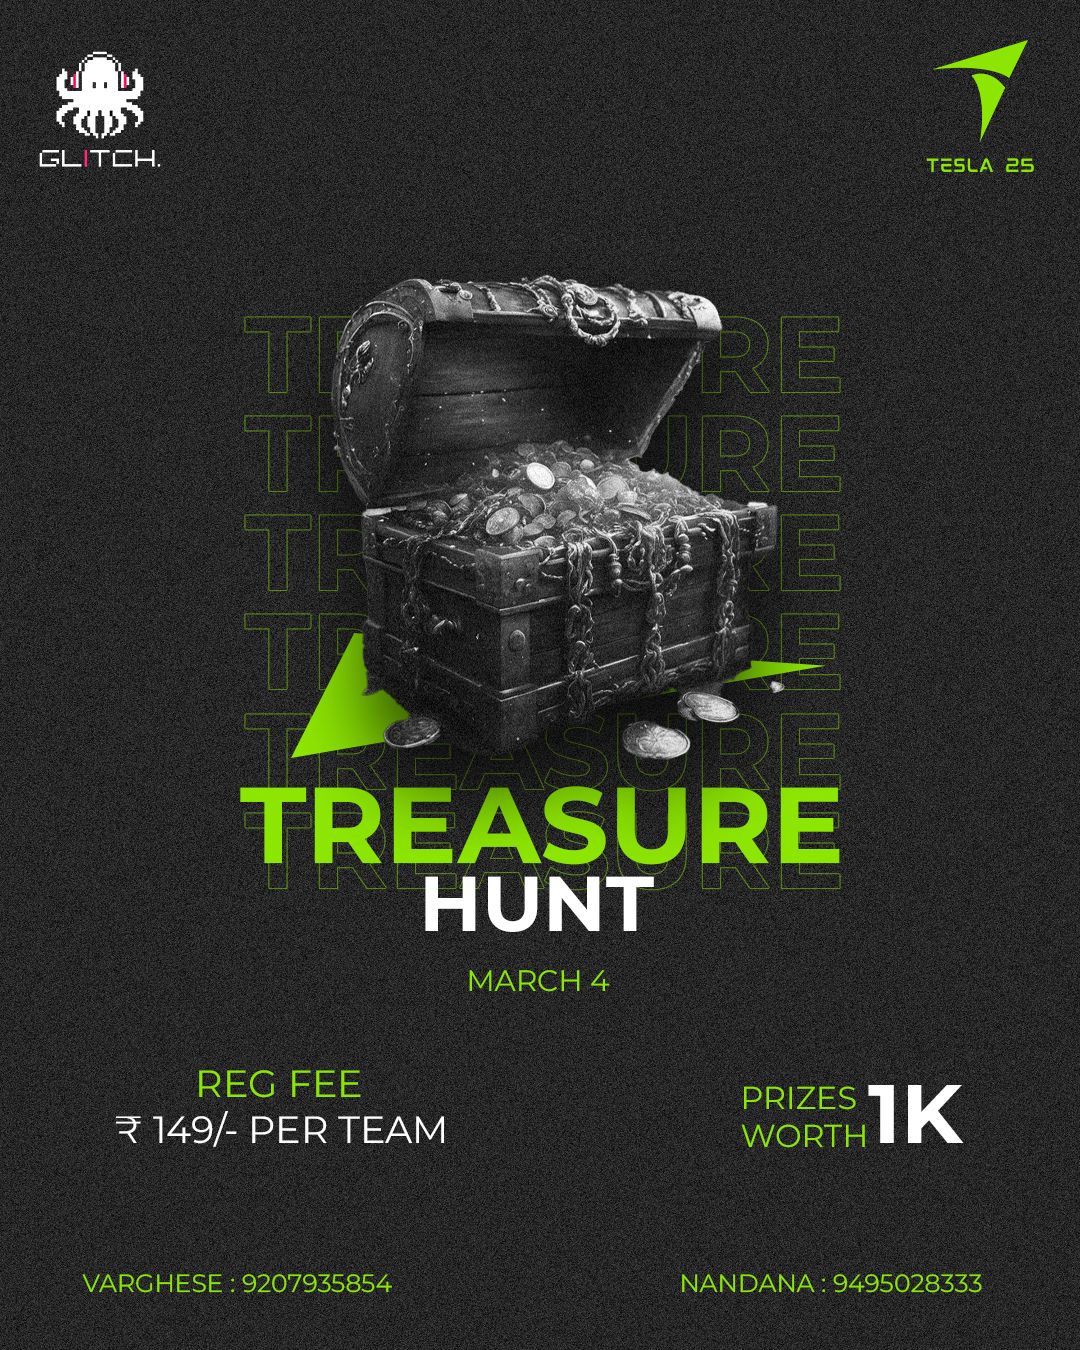 GLITCH.
TESLA 25
TREASURE
TREASURE
TREASURE
TREASURE
TREASURE
TREASURE
TREASURE
HUNT
MARCH 4
REG FEE
₹ 149/- PER TEAM
PRIZES
WORTH 1K
VARGHESE : 9207935854
NANDANA : 9495028333